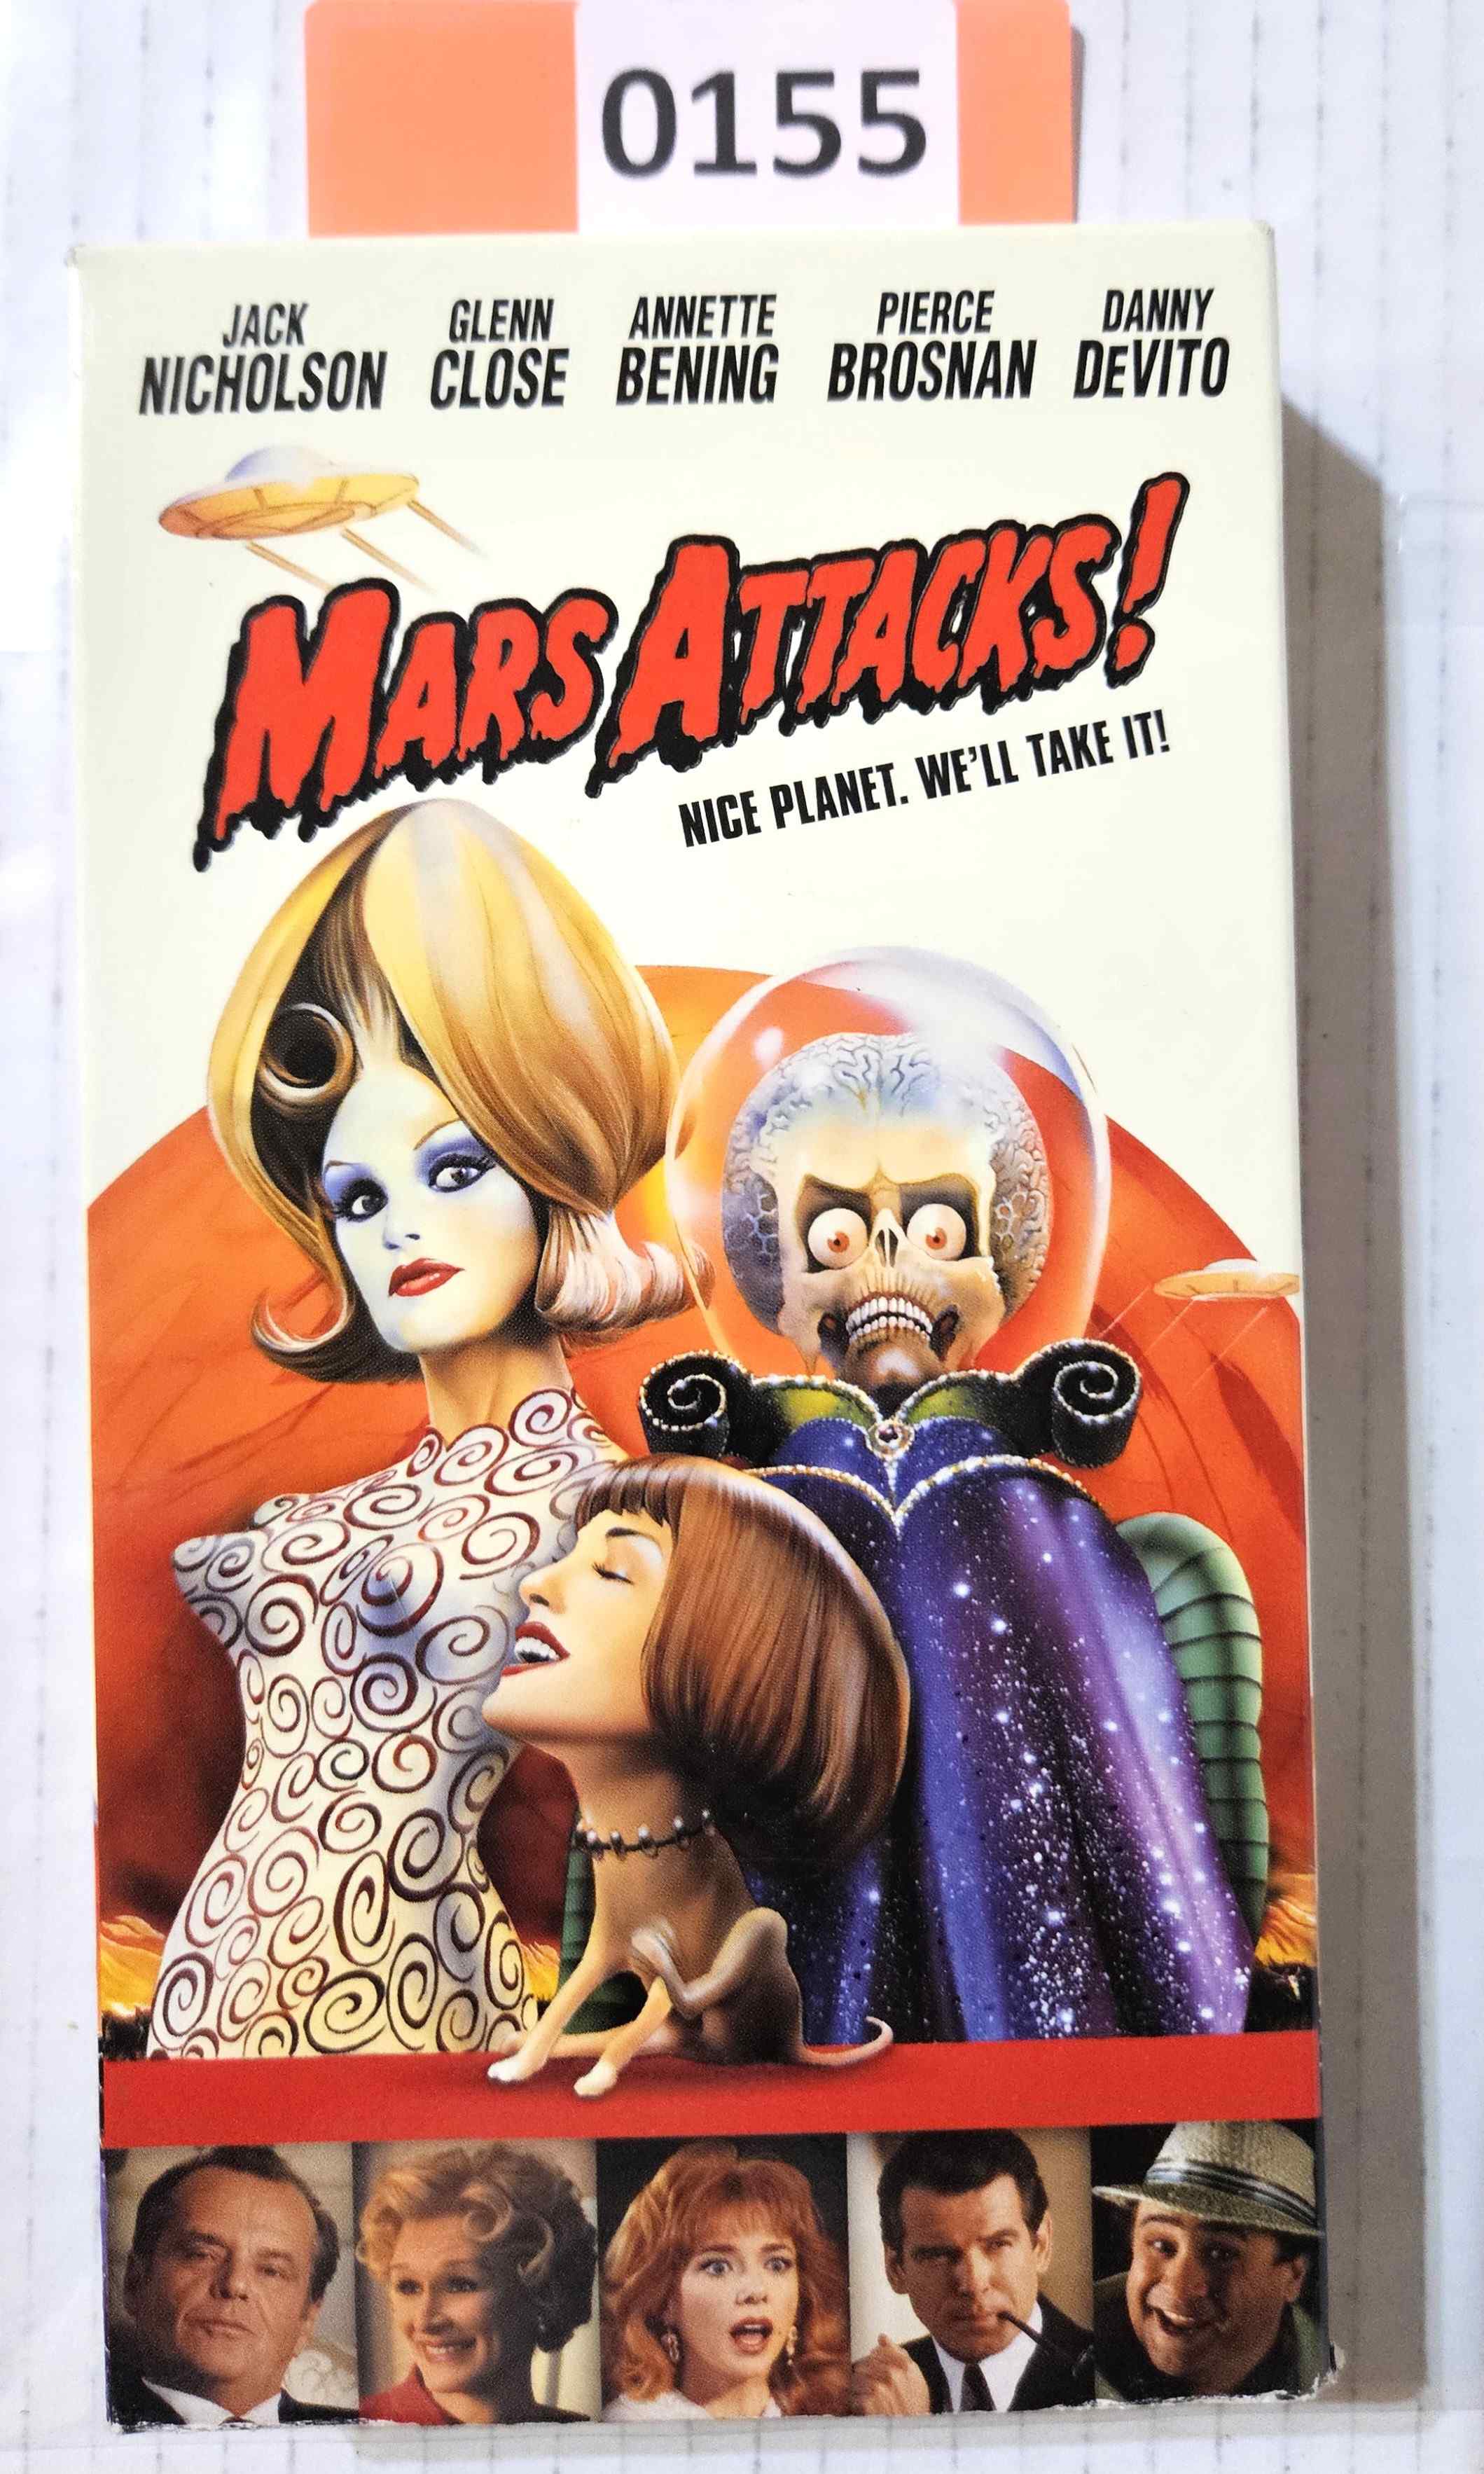 0155
JACK NICHOLSON
GLENN CLOSE
ANNETTE BENING
PIERCE BROSNAN
DANNY DEVITO
MARS ATTACKS!
NICE PLANET. WE'LL TAKE IT!